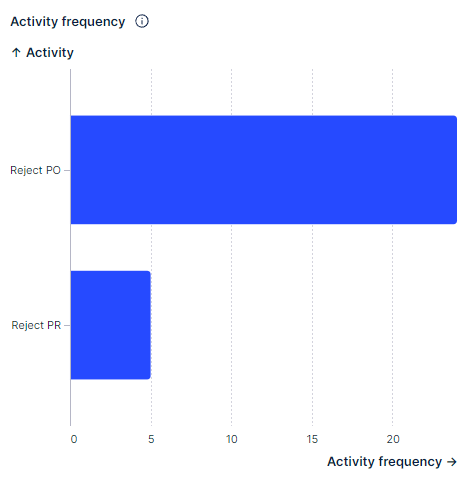 Activity frequency
↑ Activity
Reject PO
Reject PR
0 5 10 15 20
Activity frequency →